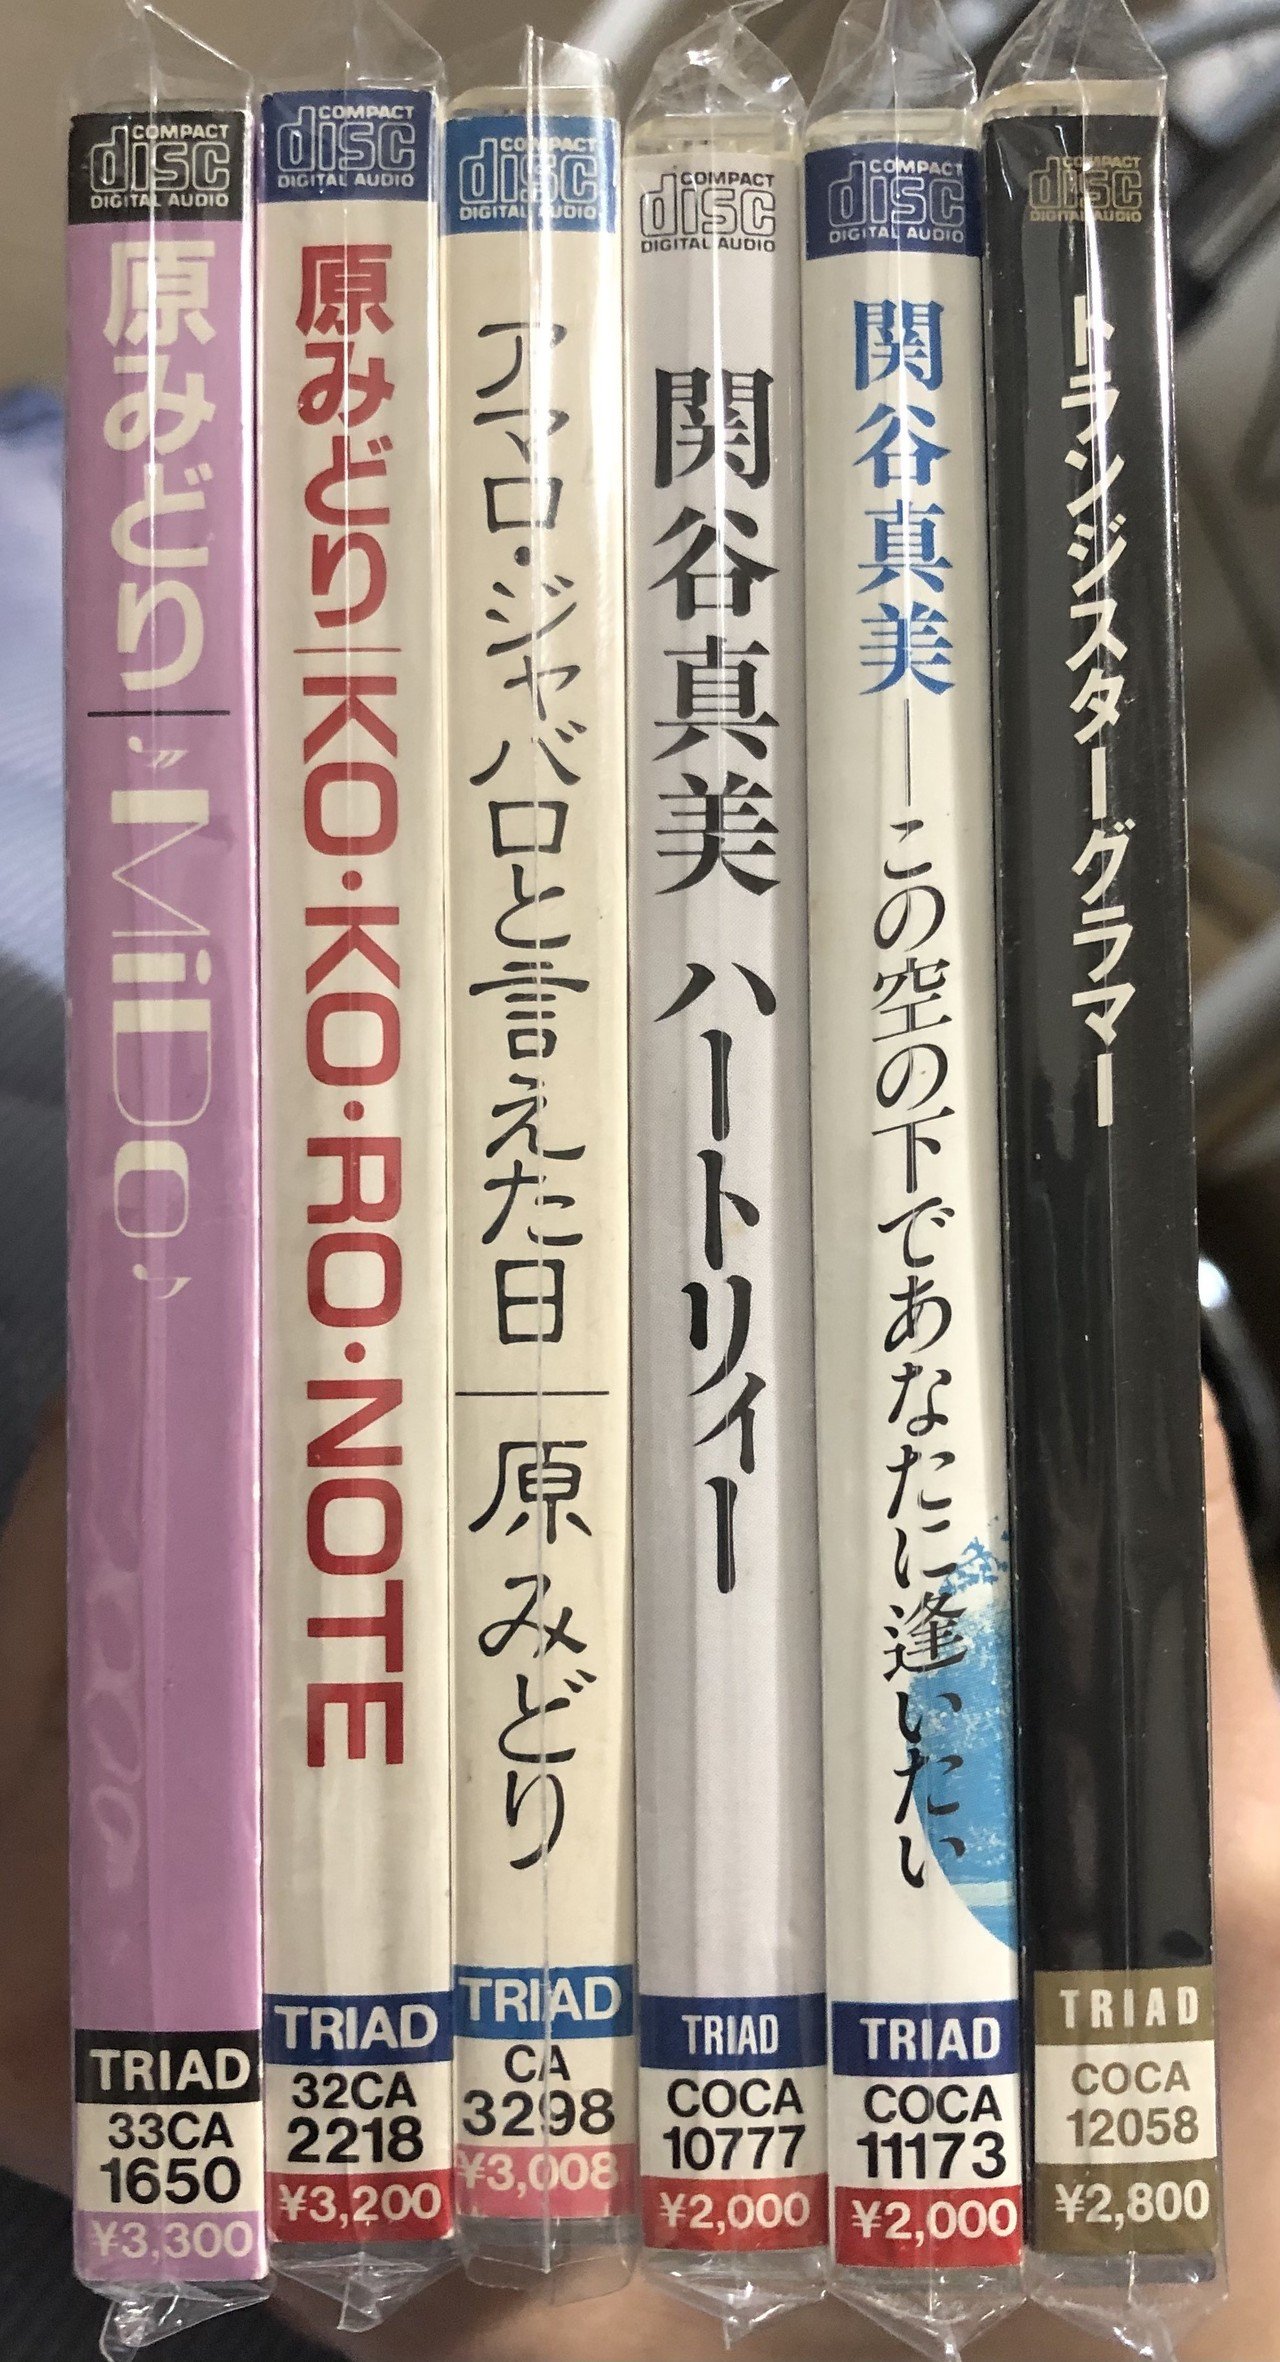 COMPACT
disc
DIGITAL AUDIO
原みどり
MiDo
TRIAD
33CA
1650
¥3,300
COMPACT
disc
DIGITAL AUDIO
原みどり KO・KO・RO・NOTE
TRIAD
32CA
2218
¥3,200
COMPACT
disc
DIGITAL AUDIO
アマロ・ジャバロと言えた日 原みどり
TRIAD
CA
3298
¥3,008
COMPACT
disc
DIGITAL AUDIO
関谷真美 ハートリィー
TRIAD
COCA
10777
¥2,000
COMPACT
disc
DIGITAL AUDIO
関谷真美―この空の下であなたに逢いたい
TRIAD
COCA
11173
¥2,000
COMPACT
disc
DIGITAL AUDIO
トランジスターグラマー
TRIAD
COCA
12058
¥2,800